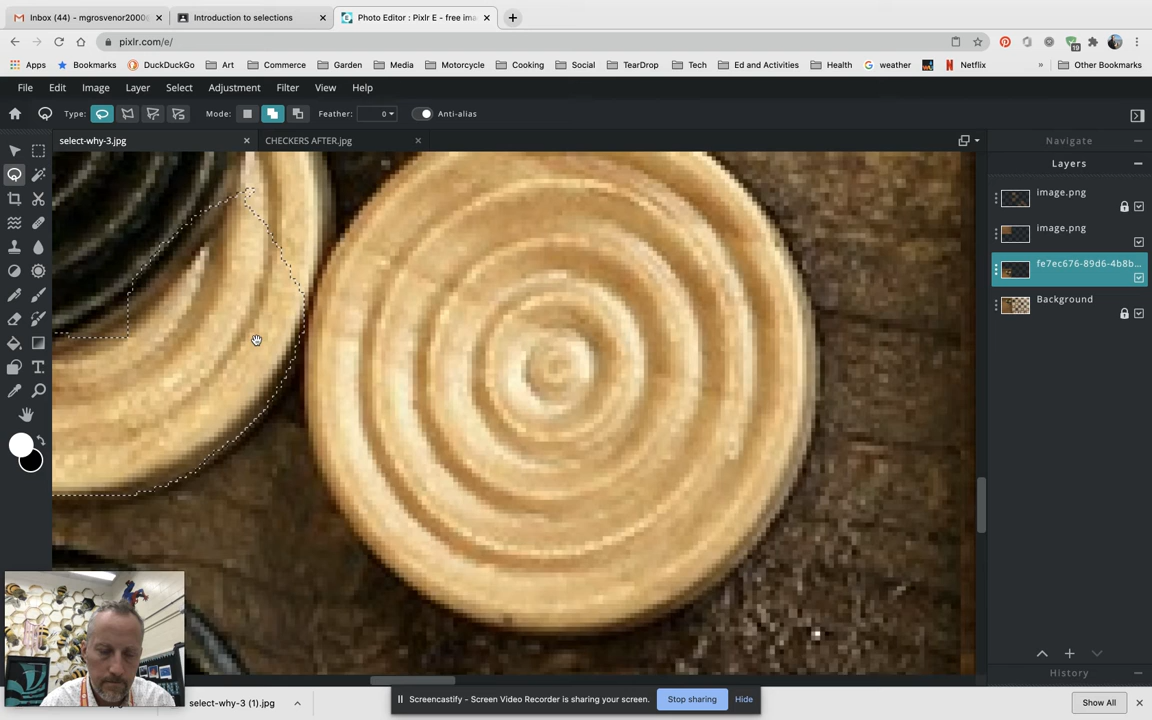 Inbox (44) - mgrosvenor2000@
Introduction to selections
Photo Editor : Pixlr E - free ima
pixlr.com/e/
19
Apps
Bookmarks
DuckDuckGo
Art
Commerce
Garden
Media
Motorcycle
Cooking
Social
TearDrop
Tech
Ed and Activities
Health
weather
Netflix
»
Other Bookmarks
File Edit Image Layer Select Adjustment Filter View Help
Type: Mode: Feather: 0 Anti-alias
select-why-3.jpg
CHECKERS AFTER.jpg
Navigate
Layers
image.png
image.png
fe7ec676-89d6-4b8b...
Background
History
select-why-3 (1).jpg
Screencastify - Screen Video Recorder is sharing your screen.
Stop sharing
Hide
Show All